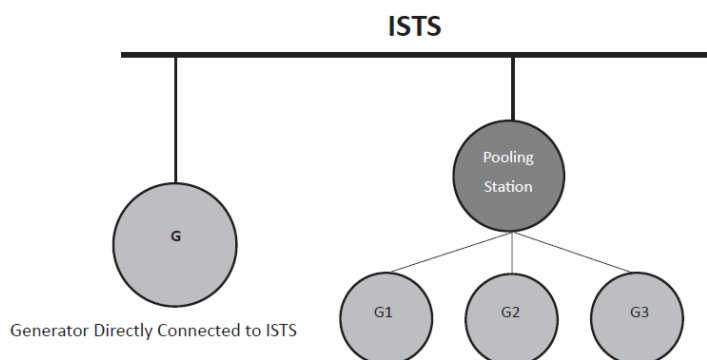 ISTS
Pooling
Station
G
G1
G2
G3
Generator Directly Connected to ISTS